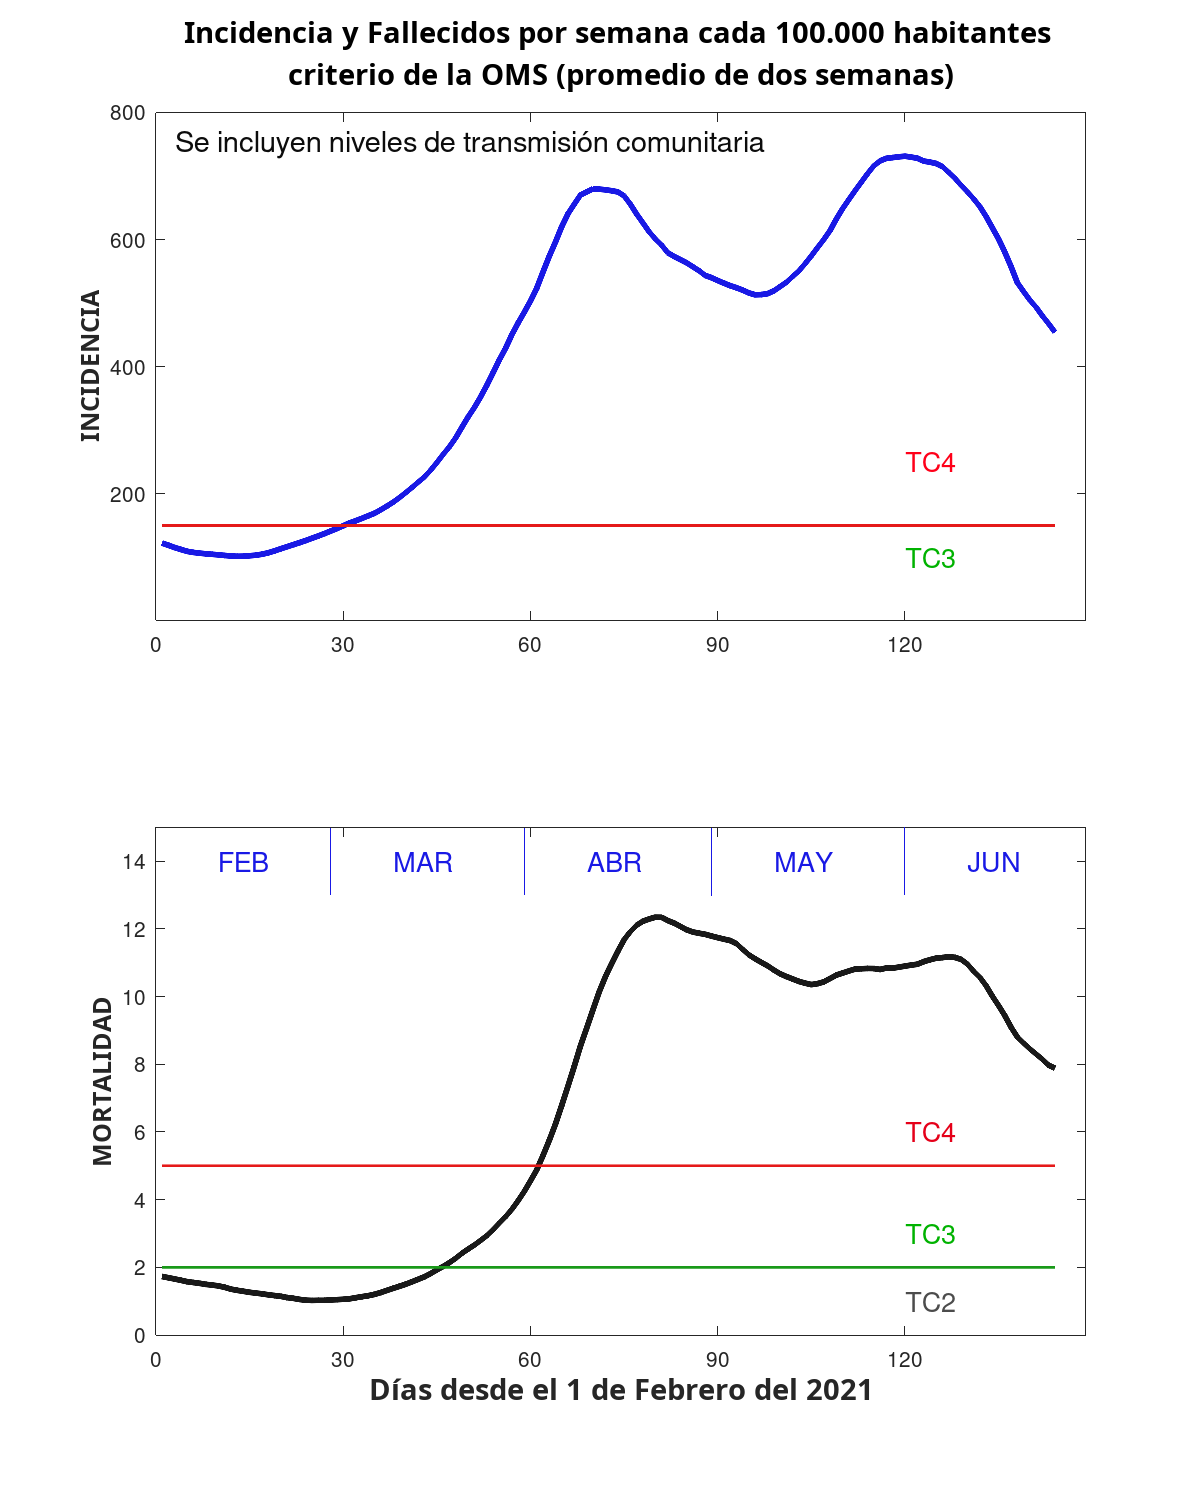 Incidencia y Fallecidos por semana cada 100.000 habitantes
criterio de la OMS (promedio de dos semanas)
800
Se incluyen niveles de transmisión comunitaria
600
INCIDENCIA
400
TC4
200
TC3
0 30 60 90 120
FEB MAR ABR MAY JUN
14
12
10
MORTALIDAD
8
6
TC4
4
TC3
2
TC2
0
0 30 60 90 120
Días desde el 1 de Febrero del 2021